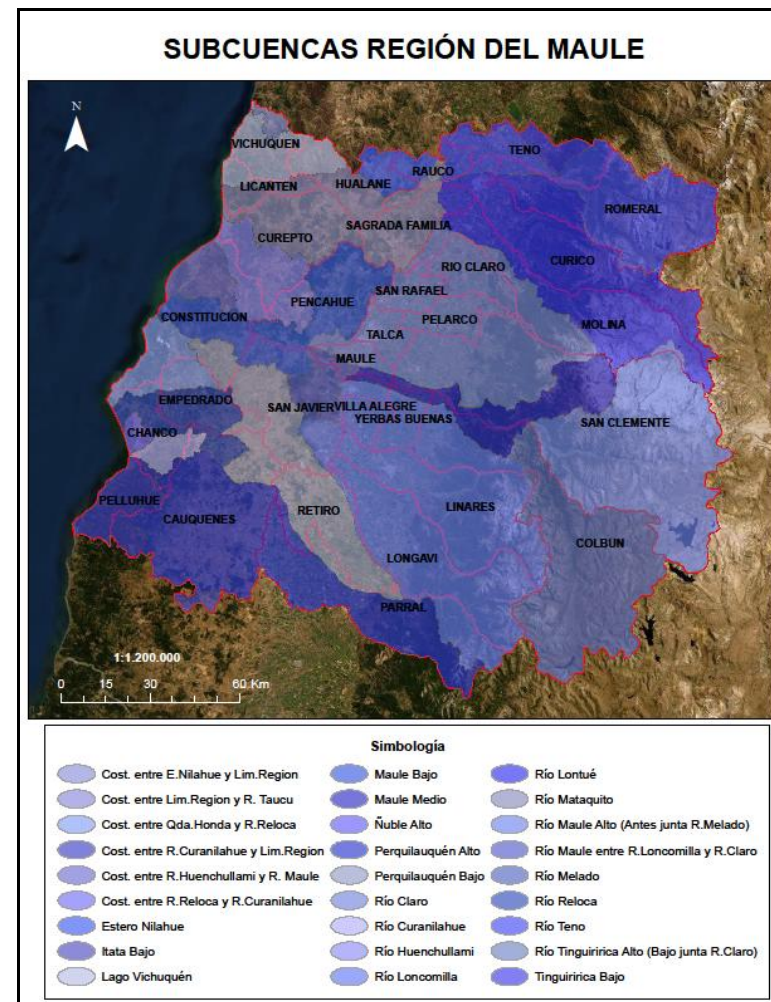 SUBCUENCAS REGIÓN DEL MAULE
N
VICHUQUEN
TENO
RAUCO
LICANTEN
HUALANE
ROMERAL
SAGRADA FAMILIA
CUREPTO
RIO CLARO
CURICO
SAN RAFAEL
PENCAHUE
CONSTITUCION
PELARCO
MOLINA
TALCA
MAULE
EMPEDRADO
SAN JAVIER
VILLA ALEGRE
YERBAS BUENAS
SAN CLEMENTE
CHANCO
PELLUHUE
CAUQUENES
RETIRO
LINARES
COLBUN
LONGAVI
PARRAL
1:1.200.000
0 15 30 60 Km
Simbología
Cost. entre E.Nilahue y Lim.Region
Cost. entre Lim.Region y R. Taucu
Cost. entre Qda.Honda y R.Reloca
Cost. entre R.Curanilahue y Lim.Region
Cost. entre R.Huenchullami y R. Maule
Cost. entre R.Reloca y R.Curanilahue
Estero Nilahue
Itata Bajo
Lago Vichuquén
Maule Bajo
Maule Medio
Ñuble Alto
Perquilauquén Alto
Perquilauquén Bajo
Río Claro
Río Curanilahue
Río Huenchullami
Río Loncomilla
Río Lontué
Río Mataquito
Río Maule Alto (Antes junta R.Melado)
Río Maule entre R.Loncomilla y R.Claro
Río Melado
Río Reloca
Río Teno
Río Tinguiririca Alto (Bajo junta R.Claro)
Tinguiririca Bajo